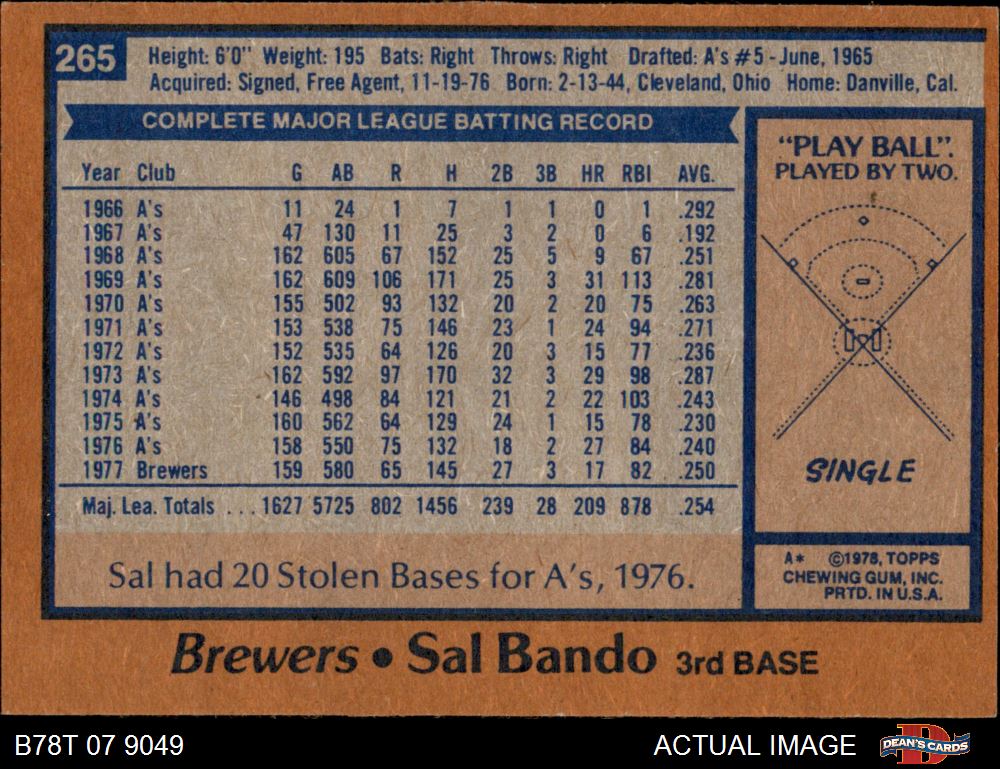 265
Height: 6'0" Weight: 195 Bats: Right Throws: Right Drafted: A's #5 - June, 1965
Acquired: Signed, Free Agent, 11-19-76 Born: 2-13-44, Cleveland, Ohio Home: Danville, Cal.
COMPLETE MAJOR LEAGUE BATTING RECORD
Year Club G AB R H 2B 3B HR RBI AVG.
1966 A's 11 24 1 7 1 1 0 1 .292
1967 A's 47 130 11 25 3 2 0 6 .192
1968 A's 162 605 67 152 25 5 9 67 .251
1969 A's 162 609 106 171 25 3 31 113 .281
1970 A's 155 502 93 132 20 2 20 75 .263
1971 A's 153 538 75 146 23 1 24 94 .271
1972 A's 152 535 64 126 20 3 15 77 .236
1973 A's 162 592 97 170 32 3 29 98 .287
1974 A's 146 498 84 121 21 2 22 103 .243
1975 A's 160 562 64 129 24 1 15 78 .230
1976 A's 158 550 75 132 18 2 27 84 .240
1977 Brewers 159 580 65 145 27 3 17 82 .250
Maj. Lea. Totals . . . 1627 5725 802 1456 239 28 209 878 .254
Sal had 20 Stolen Bases for A's, 1976.
"PLAY BALL".
PLAYED BY TWO.
SINGLE
A* ©1978, TOPPS
CHEWING GUM, INC.
PRTD. IN U.S.A.
Brewers • Sal Bando 3rd BASE
B78T 07 9049
ACTUAL IMAGE
DEAN'S CARDS